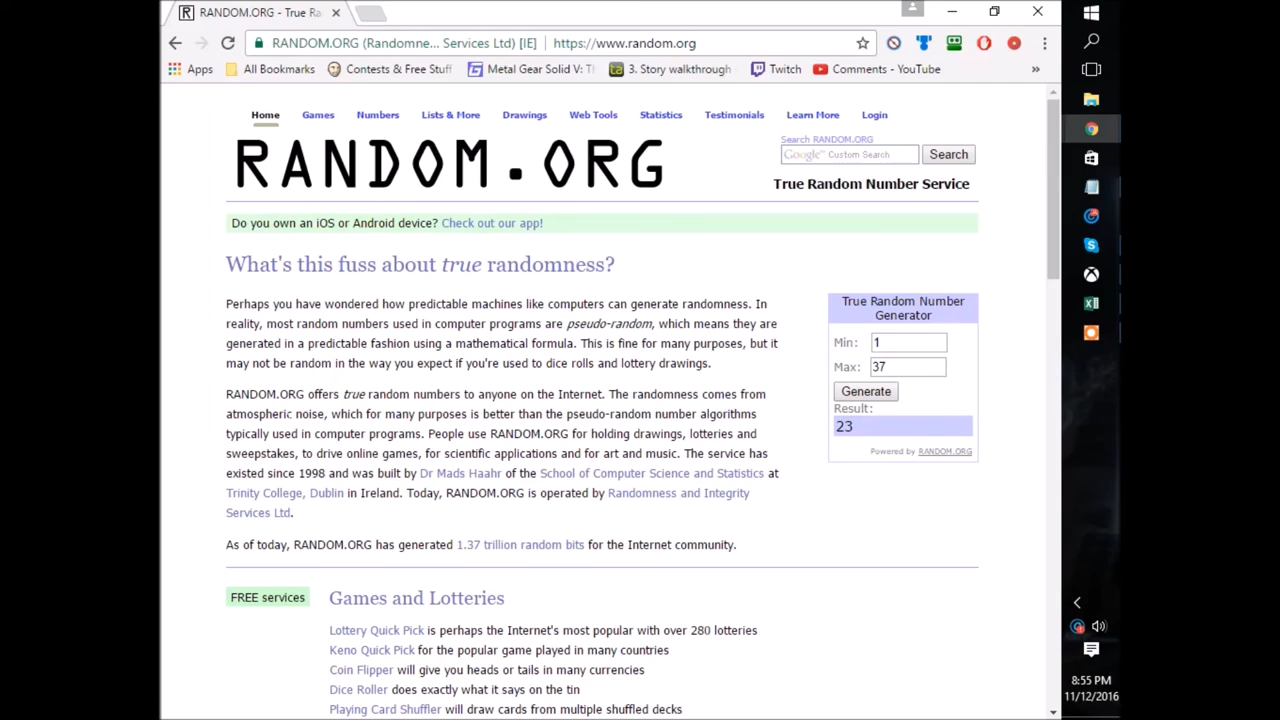 RANDOM.ORG - True Ra
RANDOM.ORG (Randomne... Services Ltd) [IE] https://www.random.org
Apps All Bookmarks Contests & Free Stuff Metal Gear Solid V: Th 3. Story walkthrough Twitch Comments - YouTube »
Home Games Numbers Lists & More Drawings Web Tools Statistics Testimonials Learn More Login
RANDOM.ORG
Search RANDOM.ORG
Google™ Custom Search Search
True Random Number Service
Do you own an iOS or Android device? Check out our app!
What's this fuss about true randomness?
Perhaps you have wondered how predictable machines like computers can generate randomness. In
reality, most random numbers used in computer programs are pseudo-random, which means they are
generated in a predictable fashion using a mathematical formula. This is fine for many purposes, but it
may not be random in the way you expect if you're used to dice rolls and lottery drawings.
RANDOM.ORG offers true random numbers to anyone on the Internet. The randomness comes from
atmospheric noise, which for many purposes is better than the pseudo-random number algorithms
typically used in computer programs. People use RANDOM.ORG for holding drawings, lotteries and
sweepstakes, to drive online games, for scientific applications and for art and music. The service has
existed since 1998 and was built by Dr Mads Haahr of the School of Computer Science and Statistics at
Trinity College, Dublin in Ireland. Today, RANDOM.ORG is operated by Randomness and Integrity
Services Ltd.
As of today, RANDOM.ORG has generated 1.37 trillion random bits for the Internet community.
True Random Number
Generator
Min: 1
Max: 37
Generate
Result:
23
Powered by RANDOM.ORG
FREE services
Games and Lotteries
Lottery Quick Pick is perhaps the Internet's most popular with over 280 lotteries
Keno Quick Pick for the popular game played in many countries
Coin Flipper will give you heads or tails in many currencies
Dice Roller does exactly what it says on the tin
Playing Card Shuffler will draw cards from multiple shuffled decks
8:55 PM
11/12/2016